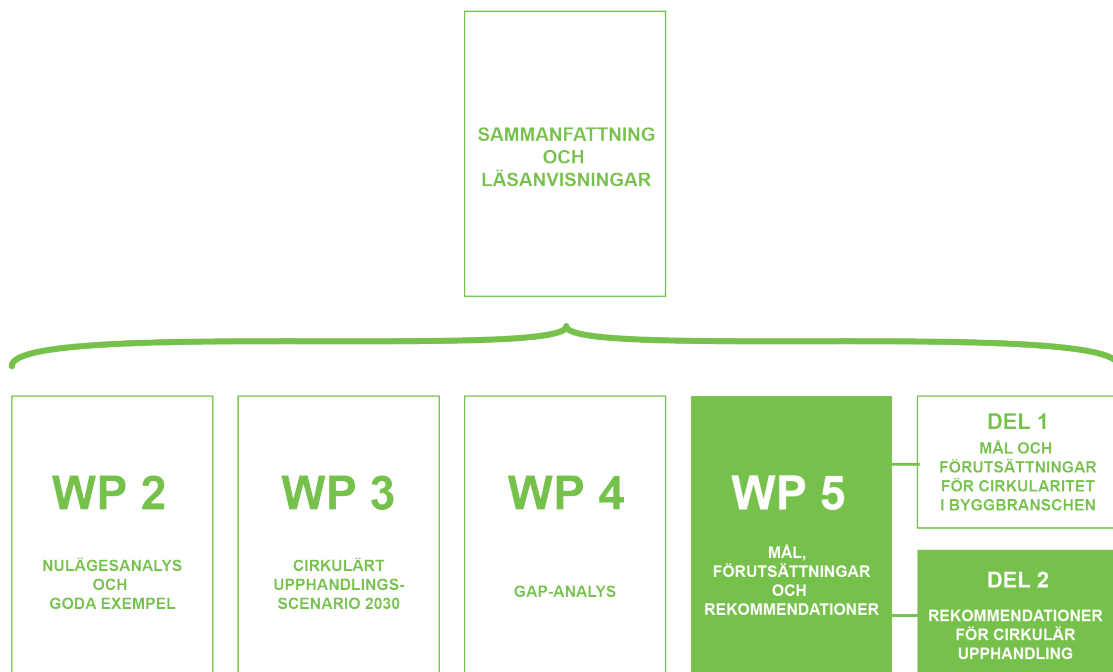 SAMMANFATTNING
OCH
LÄSANVISNINGAR
WP 2
NULÄGESANALYS
OCH
GODA EXEMPEL
WP 3
CIRKULÄRT
UPPHANDLINGS-
SCENARIO 2030
WP 4
GAP-ANALYS
WP 5
MÅL,
FÖRUTSÄTTNINGAR
OCH
REKOMMENDATIONER
DEL 1
MÅL OCH
FÖRUTSÄTTNINGAR
FÖR CIRKULARITET
I BYGGBRANSCHEN
DEL 2
REKOMMENDATIONER
FÖR CIRKULÄR
UPPHANDLING